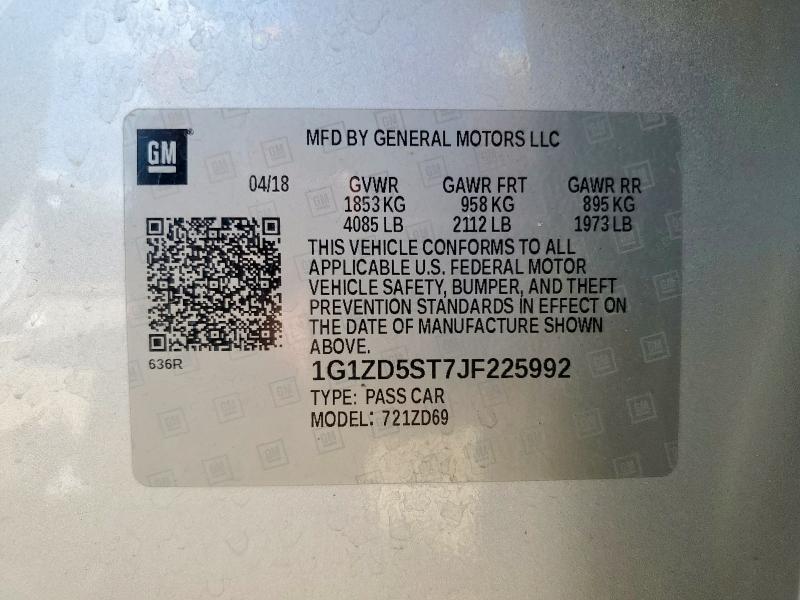 GM
MFD BY GENERAL MOTORS LLC
04/18 GVWR GAWR FRT GAWR RR
1853 KG 958 KG 895 KG
4085 LB 2112 LB 1973 LB
THIS VEHICLE CONFORMS TO ALL
APPLICABLE U.S. FEDERAL MOTOR
VEHICLE SAFETY, BUMPER, AND THEFT
PREVENTION STANDARDS IN EFFECT ON
THE DATE OF MANUFACTURE SHOWN
ABOVE.
636R
1G1ZD5ST7JF225992
TYPE: PASS CAR
MODEL: 721ZD69